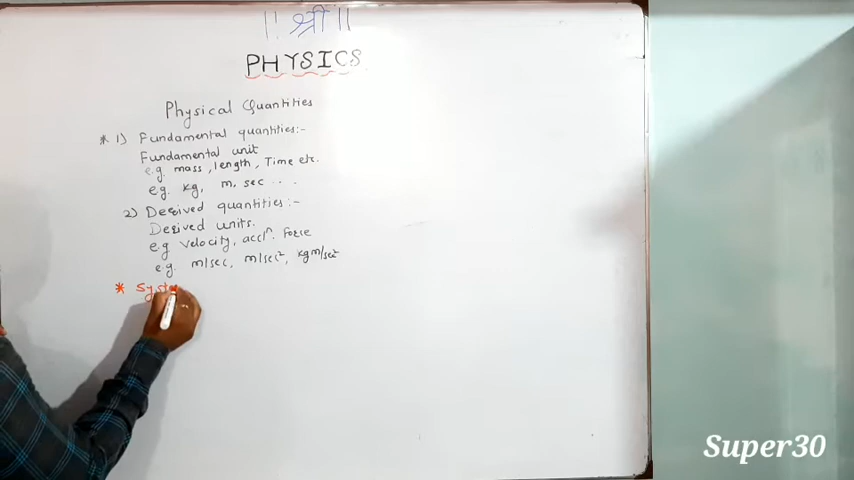 || श्री ||
PHYSICS
Physical Quantities
* 1) Fundamental quantities:-
Fundamental unit
e.g. mass, length, Time etc.
eg. kg, m, sec ...
2) Derived quantities:-
Derived units.
e.g velocity, acclⁿ. Force
e.g. m/sec, m/sec², kgm/sec²
* Syste
Super30